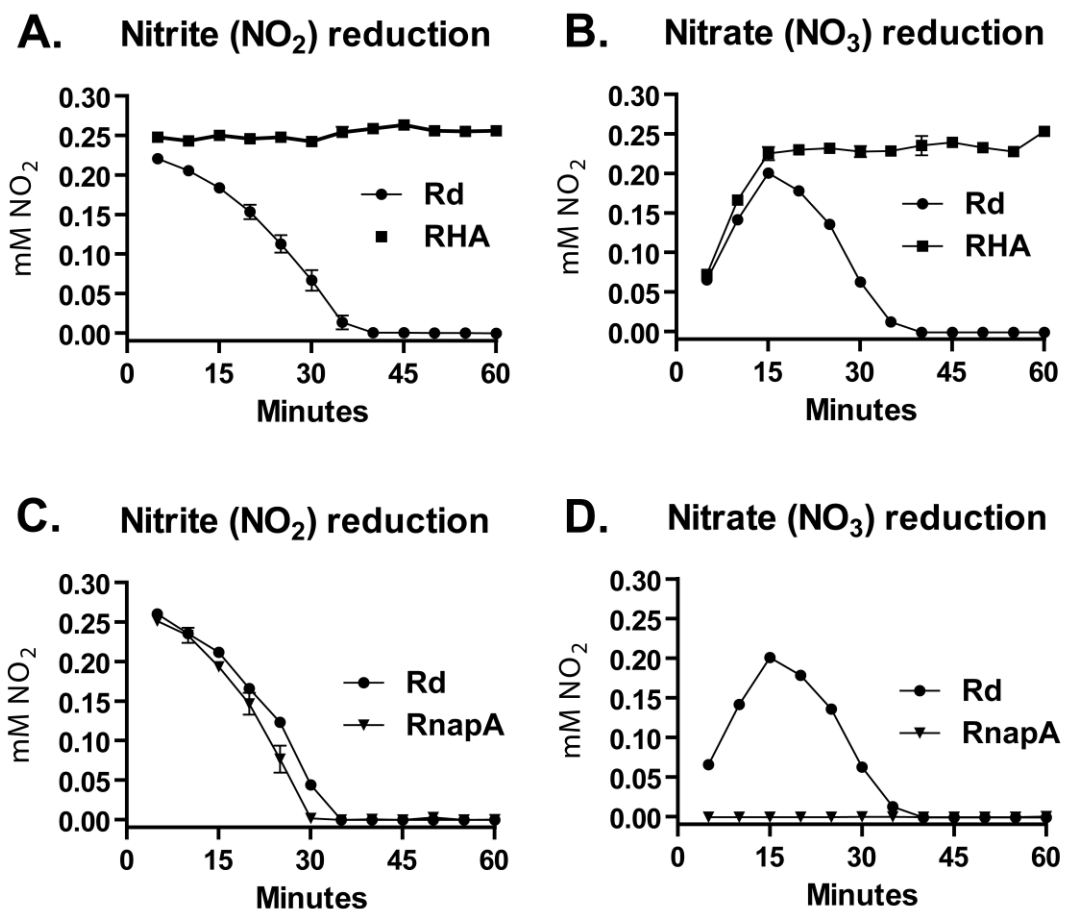 A. Nitrite (NO2) reduction
0.30
0.25
0.20
0.15
0.10
0.05
0.00
mM NO2
Rd
RHA
0 15 30 45 60
Minutes
B. Nitrate (NO3) reduction
0.30
0.25
0.20
0.15
0.10
0.05
0.00
mM NO2
Rd
RHA
0 15 30 45 60
Minutes
C. Nitrite (NO2) reduction
0.30
0.25
0.20
0.15
0.10
0.05
0.00
mM NO2
Rd
RnapA
0 15 30 45 60
Minutes
D. Nitrate (NO3) reduction
0.30
0.25
0.20
0.15
0.10
0.05
0.00
mM NO2
Rd
RnapA
0 15 30 45 60
Minutes